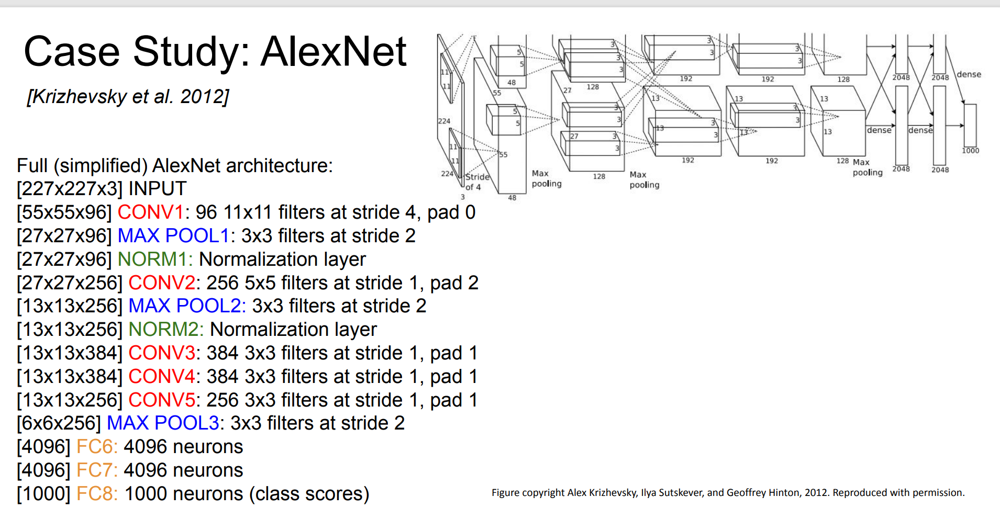 Case Study: AlexNet
[Krizhevsky et al. 2012]
Full (simplified) AlexNet architecture:
[227x227x3] INPUT
[55x55x96] CONV1: 96 11x11 filters at stride 4, pad 0
[27x27x96] MAX POOL1: 3x3 filters at stride 2
[27x27x96] NORM1: Normalization layer
[27x27x256] CONV2: 256 5x5 filters at stride 1, pad 2
[13x13x256] MAX POOL2: 3x3 filters at stride 2
[13x13x256] NORM2: Normalization layer
[13x13x384] CONV3: 384 3x3 filters at stride 1, pad 1
[13x13x384] CONV4: 384 3x3 filters at stride 1, pad 1
[13x13x256] CONV5: 256 3x3 filters at stride 1, pad 1
[6x6x256] MAX POOL3: 3x3 filters at stride 2
[4096] FC6: 4096 neurons
[4096] FC7: 4096 neurons
[1000] FC8: 1000 neurons (class scores)
11
11
5
5
48
3
3
3
128
3
3
192
3
3
192
128
2048
2048
dense
224
55
5
5
27
3
3
13
13
3
3
13
3
3
13
13
13
dense
dense
1000
11
11
224
3
Stride
of 4
55
48
Max
pooling
27
3
3
128
Max
pooling
192
192
128
Max
pooling
2048
2048
Figure copyright Alex Krizhevsky, Ilya Sutskever, and Geoffrey Hinton, 2012. Reproduced with permission.